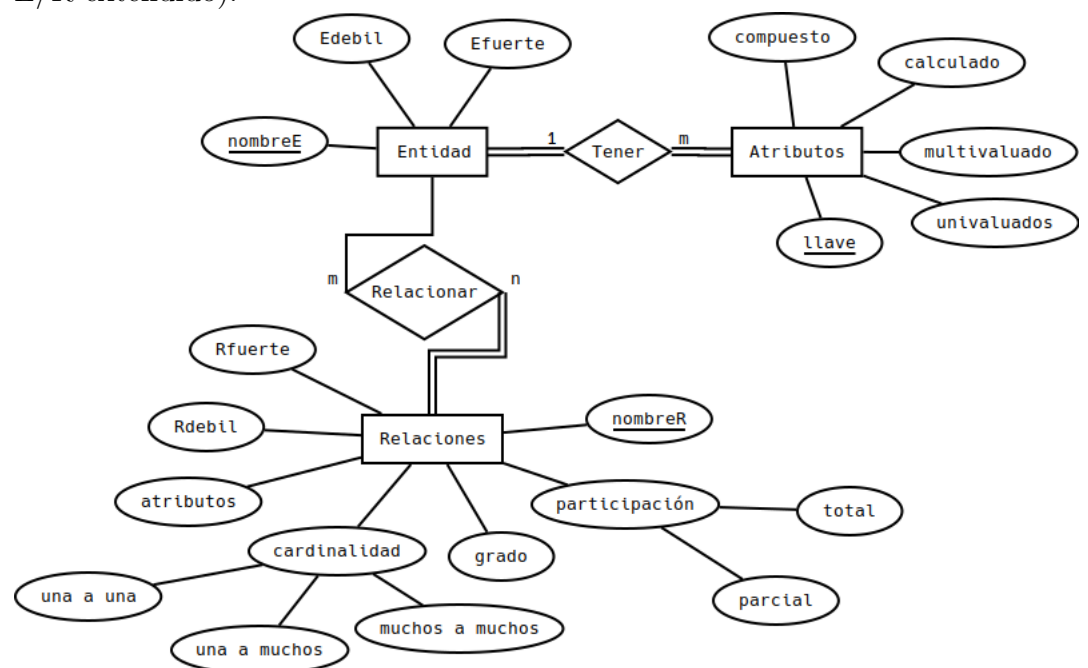 E/R extendido).
Edebil
Efuerte
compuesto
calculado
nombreE
Entidad
1
Tener
m
Atributos
multivaluado
univaluados
llave
m
Relacionar
n
Rfuerte
Rdebil
Relaciones
nombreR
atributos
participación
total
cardinalidad
grado
una a una
parcial
muchos a muchos
una a muchos